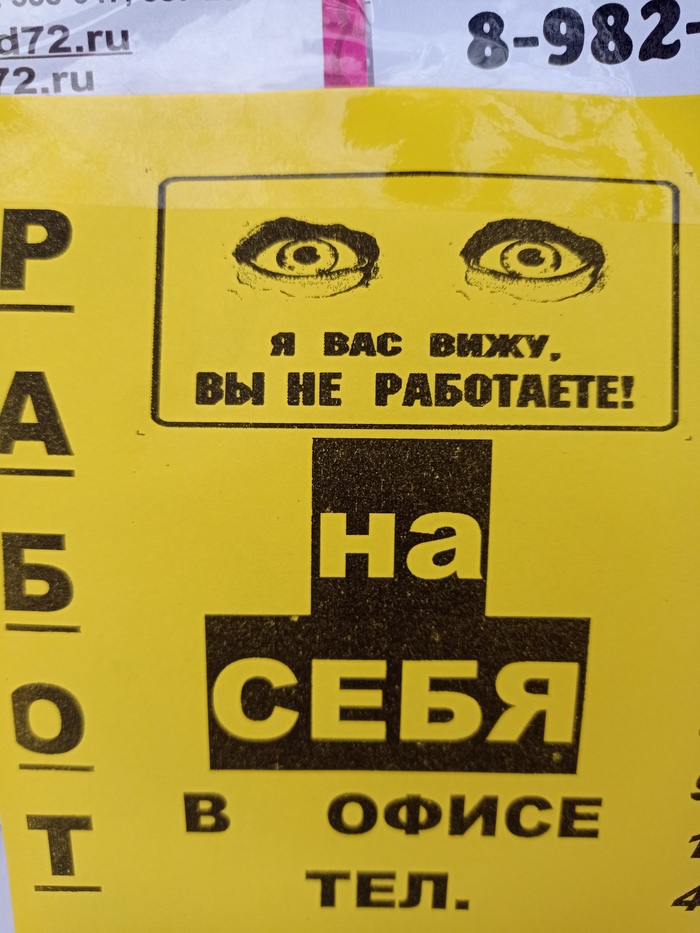 d72.ru
72.ru
8-982-
Р
А
Б
О
Т
Я ВАС ВИЖУ,
ВЫ НЕ РАБОТАЕТЕ!
на
СЕБЯ
В ОФИСЕ
ТЕЛ.